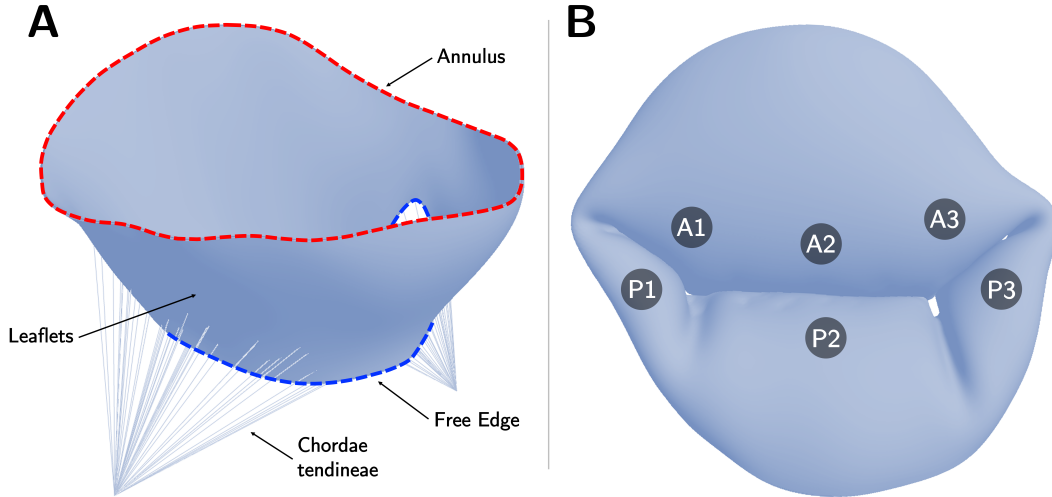 A
Annulus
Leaflets
Free Edge
Chordae
tendineae
B
A1
A2
A3
P1
P2
P3